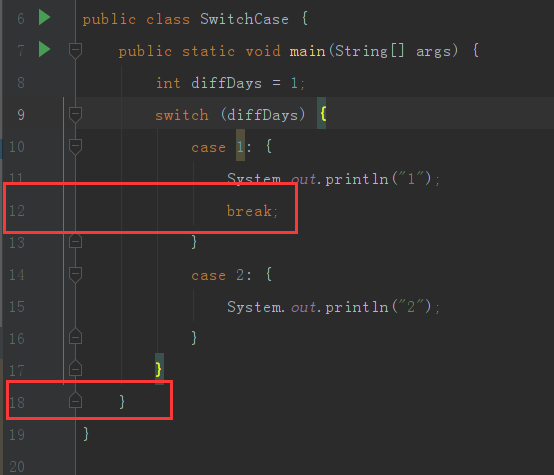 6 public class SwitchCase {
7 public static void main(String[] args) {
8 int diffDays = 1;
9 switch (diffDays) {
10 case 1: {
11 System.out.println("1");
12 break;
13 }
14 case 2: {
15 System.out.println("2");
16 }
17 }
18 }
19 }
20